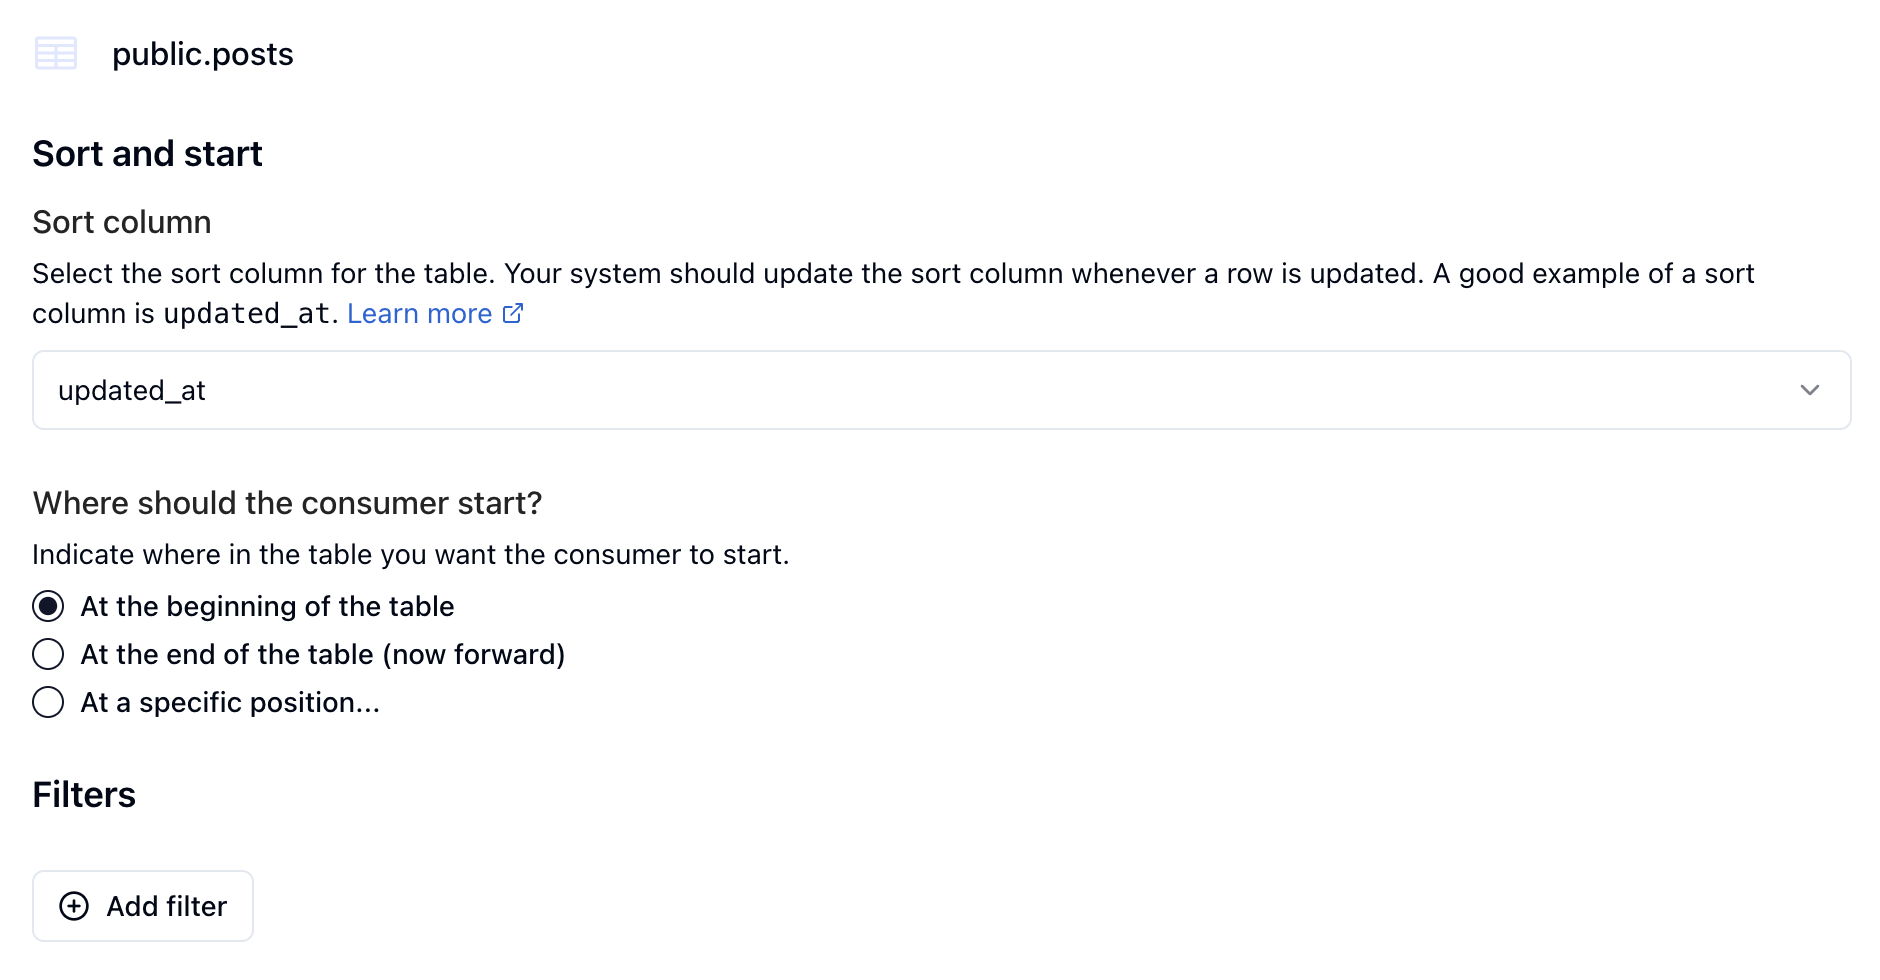 public.posts
Sort and start
Sort column
Select the sort column for the table. Your system should update the sort column whenever a row is updated. A good example of a sort
column is updated_at. Learn more
updated_at
Where should the consumer start?
Indicate where in the table you want the consumer to start.
At the beginning of the table
At the end of the table (now forward)
At a specific position...
Filters
Add filter